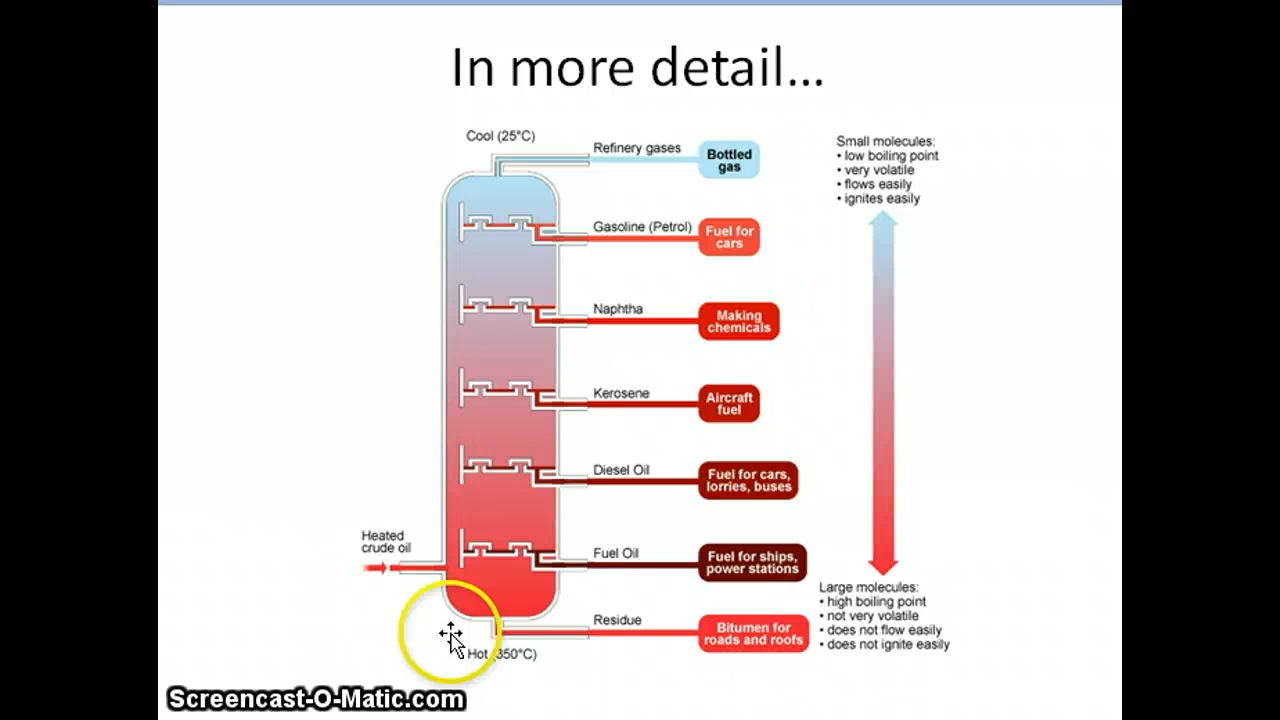 In more detail...
Cool (25°C)
Refinery gases
Bottled
gas
Gasoline (Petrol)
Fuel for
cars
Naphtha
Making
chemicals
Kerosene
Aircraft
fuel
Diesel Oil
Fuel for cars,
lorries, buses
Heated
crude oil
Fuel Oil
Fuel for ships,
power stations
Residue
Bitumen for
roads and roofs
Hot (350°C)
Small molecules:
• low boiling point
• very volatile
• flows easily
• ignites easily
Large molecules:
• high boiling point
• not very volatile
• does not flow easily
• does not ignite easily
Screencast-O-Matic.com